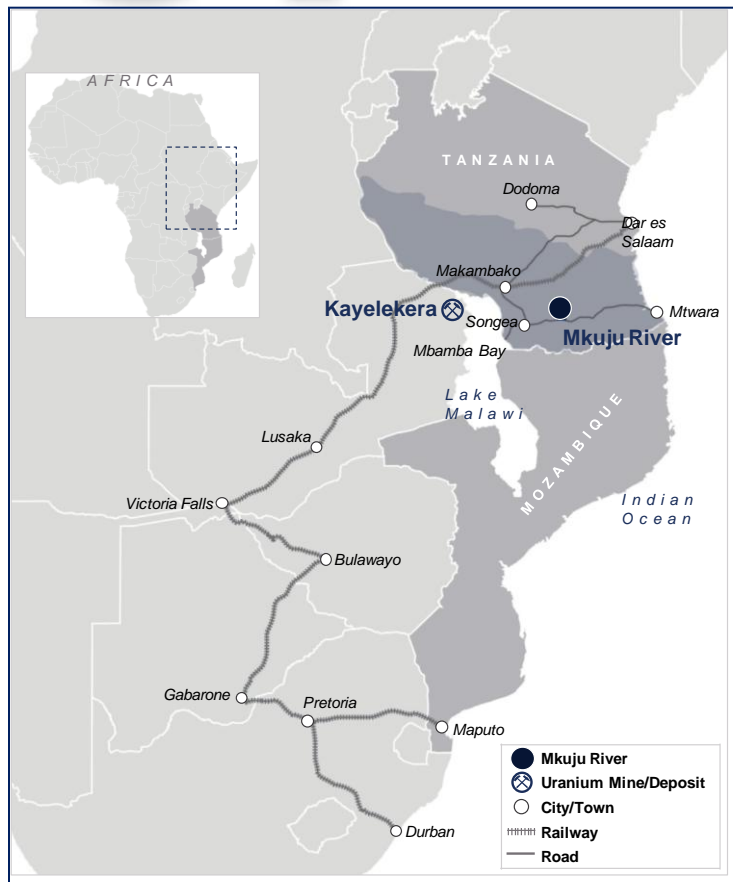 AFRICA
TANZANIA
Dodoma
Dar es
Salaam
Makambako
Kayelekera
Songea
Mtwara
Mkuju River
Mbamba Bay
Lake
Malawi
MOZAMBIQUE
Lusaka
Indian
Ocean
Victoria Falls
Bulawayo
Gabarone
Pretoria
Maputo
Durban
Mkuju River
Uranium Mine/Deposit
City/Town
Railway
Road